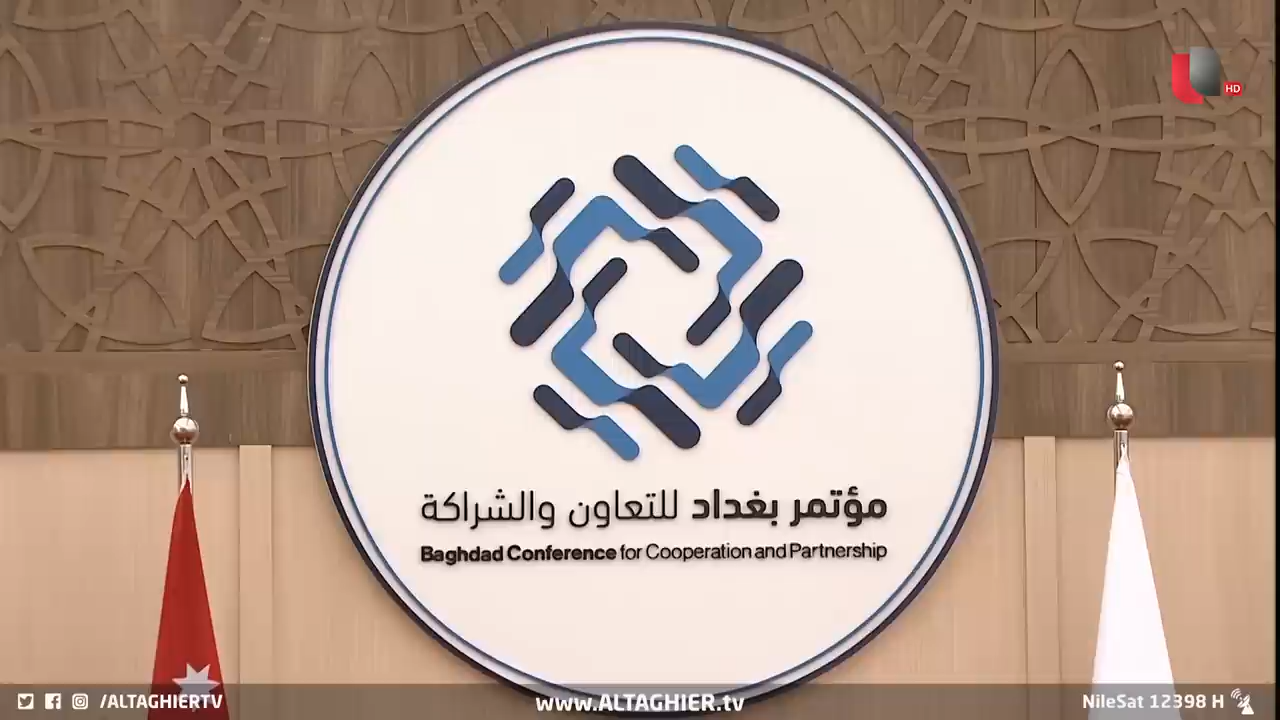 HD
مؤتمر بغداد للتعاون والشراكة
Baghdad Conference for Cooperation and Partnership
/ALTAGHIERTV
www.ALTAGHIER.tv
NileSat 12398 H